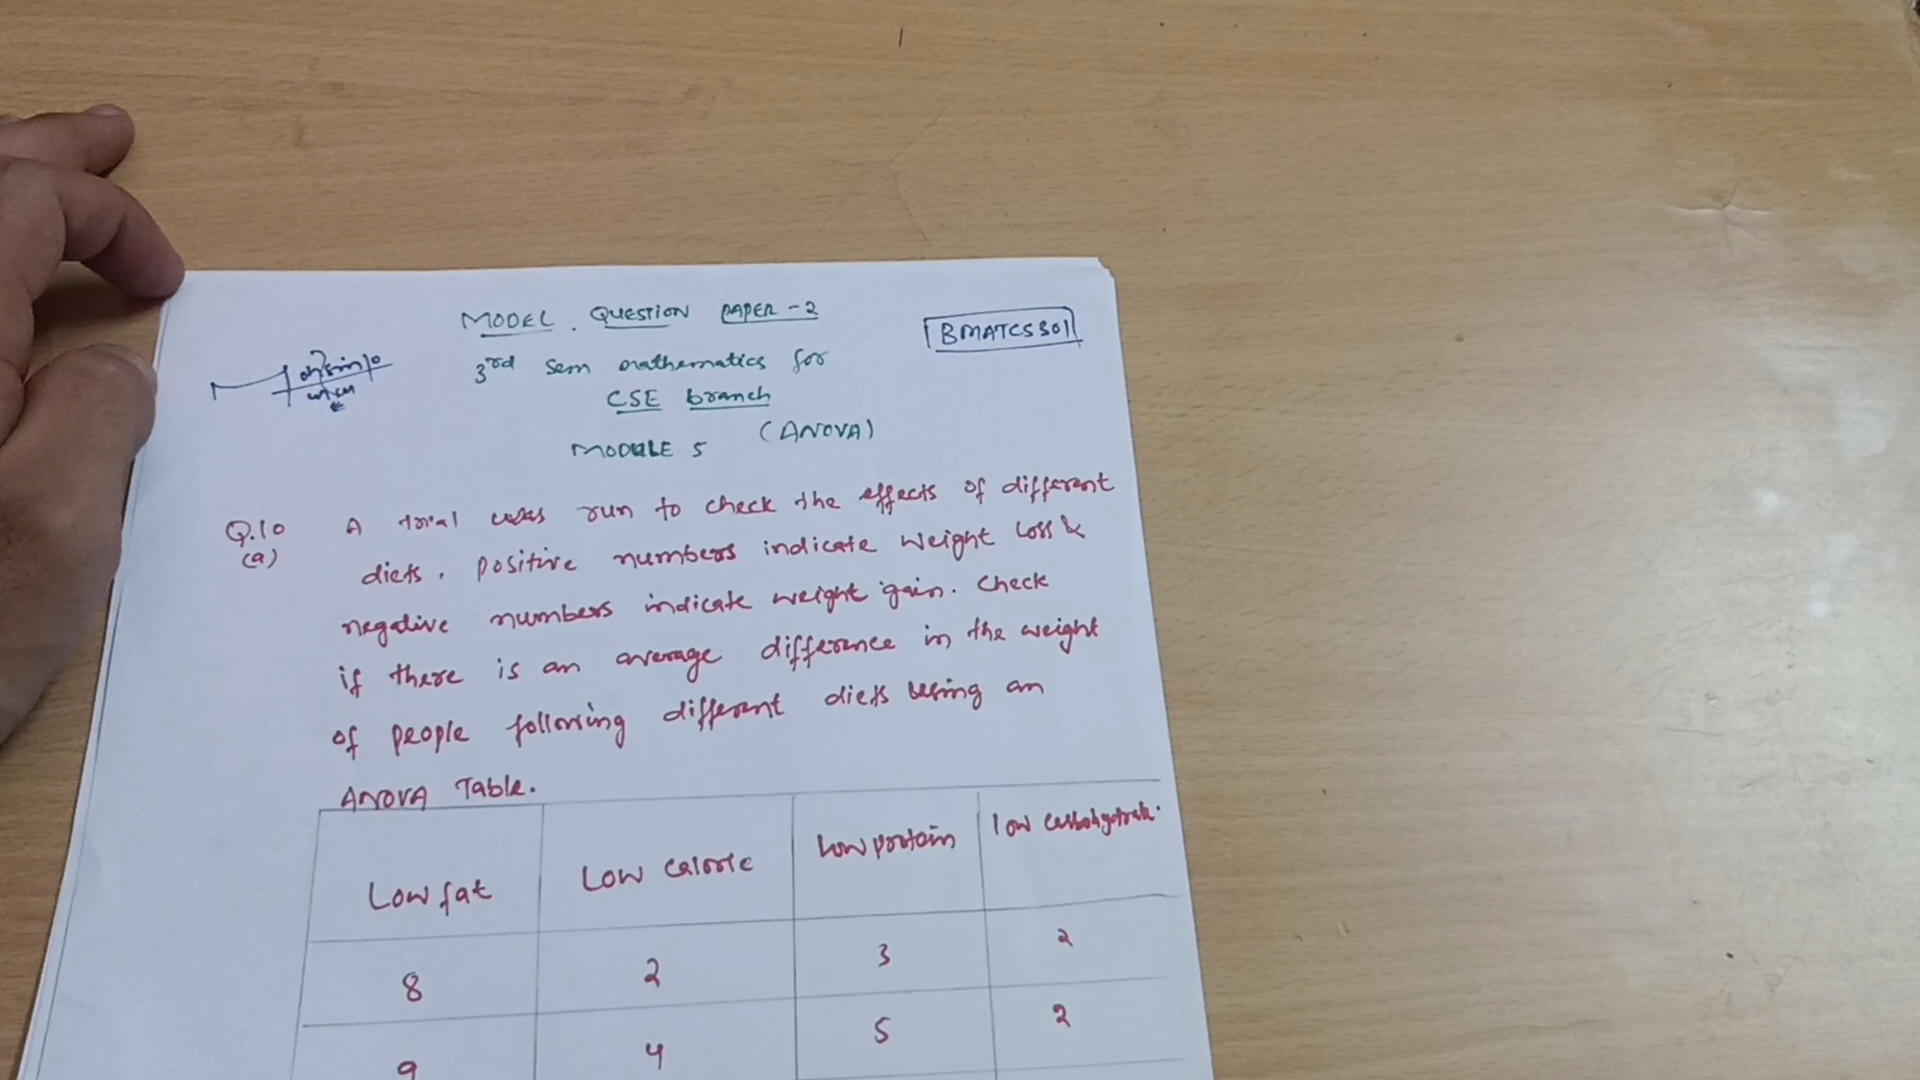 MODEL QUESTION PAPER - 2
BMATCS301
3rd sem mathematics for
CSE branch
MODULE 5 (ANOVA)
Q.10 A trial was run to check the effects of different
(a) diets. positive numbers indicate weight loss &
negative numbers indicate weight gain. Check
if there is an average difference in the weight
of people following different diets using an
ANOVA Table.
Low fat Low calorie Low protein low carbohydrate.
8 2 3 2
9 4 5 2